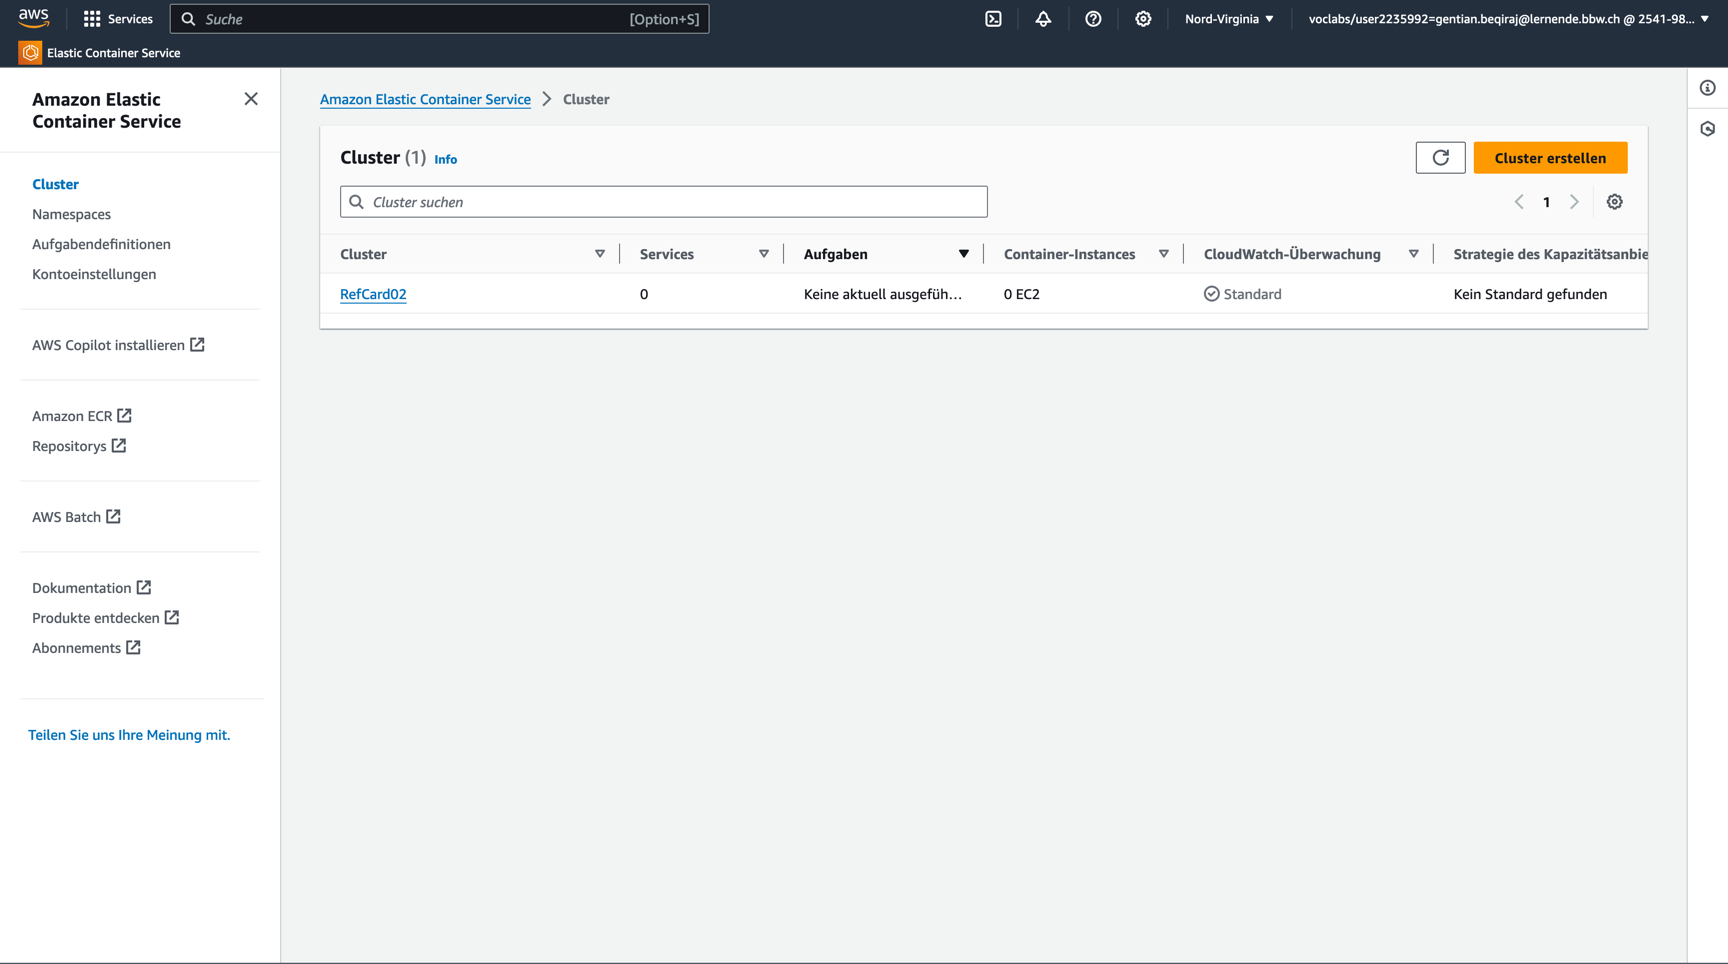 aws
Services
Suche
[Option+S]
Nord-Virginia
voclabs/user2235992=gentian.beqiraj@lernende.bbw.ch @ 2541-98...
Elastic Container Service
Amazon Elastic
Container Service
Cluster
Namespaces
Aufgabendefinitionen
Kontoeinstellungen
AWS Copilot installieren
Amazon ECR
Repositorys
AWS Batch
Dokumentation
Produkte entdecken
Abonnements
Teilen Sie uns Ihre Meinung mit.
Amazon Elastic Container Service > Cluster
Cluster (1) Info
Cluster erstellen
Cluster suchen
1
Cluster Services Aufgaben Container-Instances CloudWatch-Überwachung Strategie des Kapazitätsanbie
RefCard02 0 Keine aktuell ausgefüh... 0 EC2 Standard Kein Standard gefunden